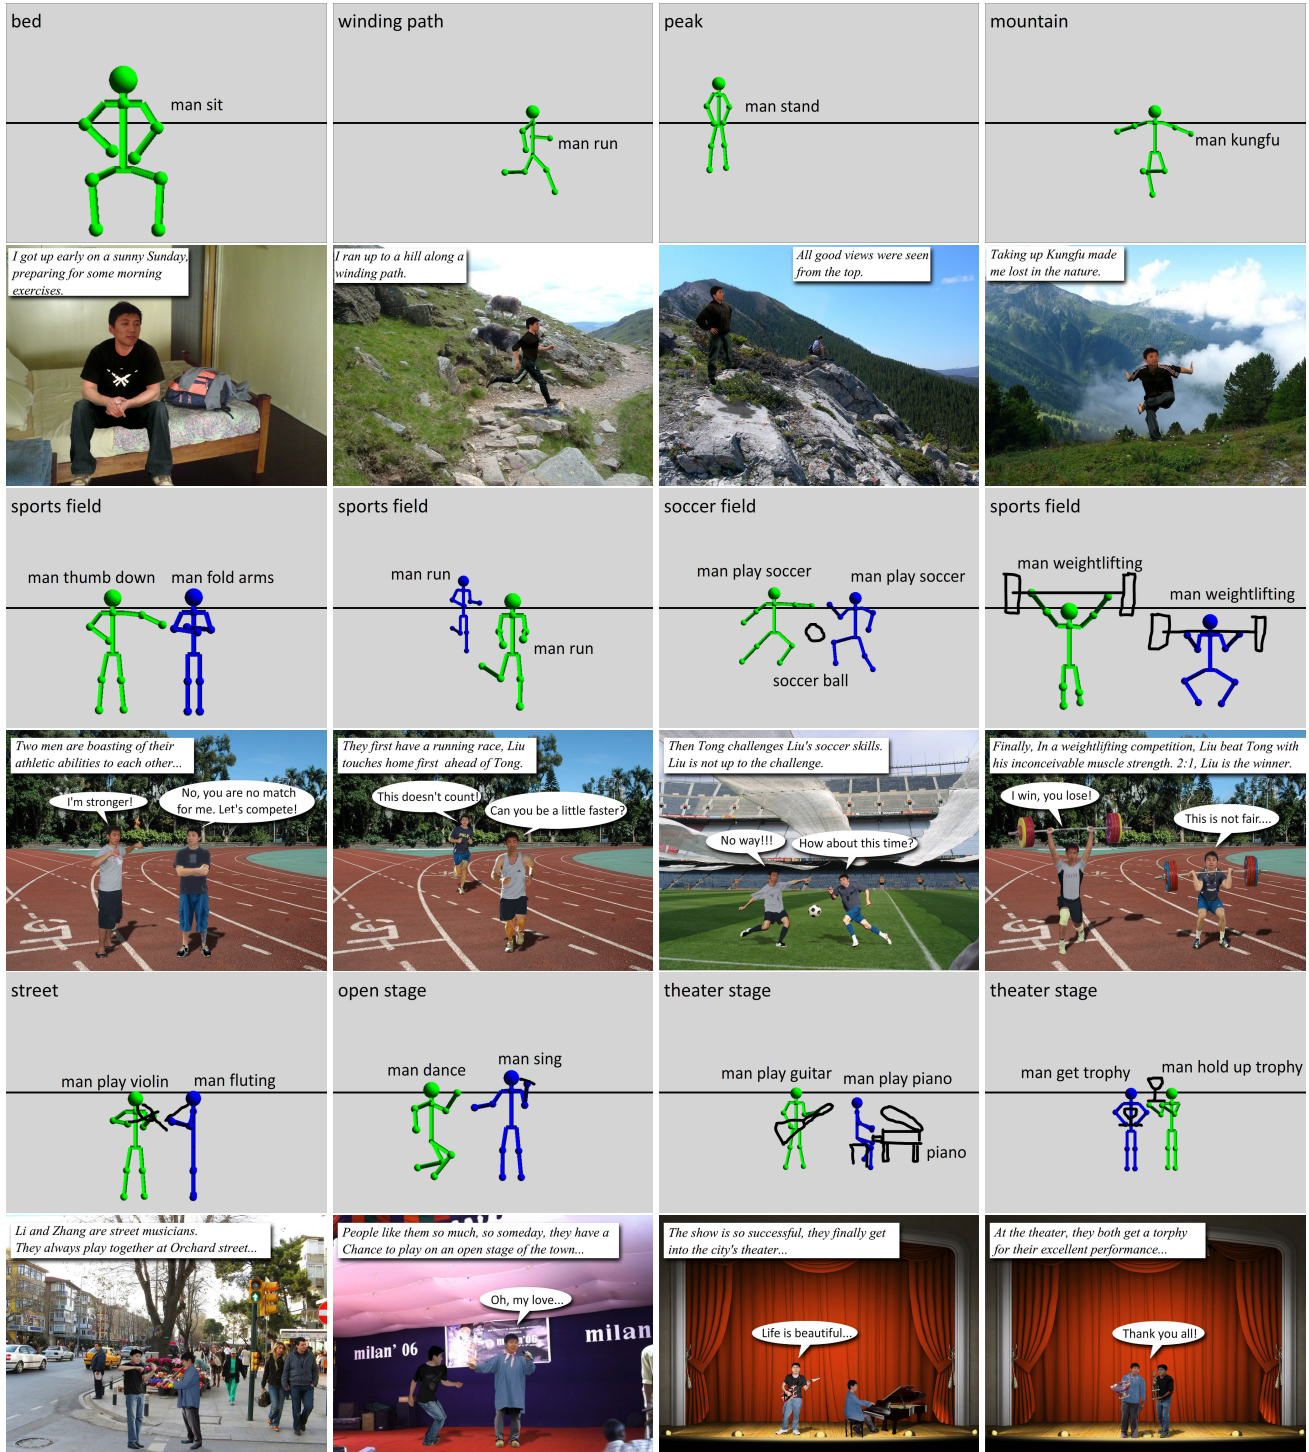 bed
man sit
winding path
man run
peak
man stand
mountain
man kungfu
I got up early on a sunny Sunday,
preparing for some morning
exercises.
I ran up to a hill along a
winding path.
All good views were seen
from the top.
Taking up Kungfu made
me lost in the nature.
sports field
man thumb down
man fold arms
sports field
man run
man run
soccer field
man play soccer
man play soccer
soccer ball
sports field
man weightlifting
man weightlifting
Two men are boasting of their
athletic abilities to each other...
I'm stronger!
No, you are no match
for me. Let's compete!
They first have a running race, Liu
touches home first ahead of Tong.
This doesn't count!
Can you be a little faster?
Then Tong challenges Liu's soccer skills.
Liu is not up to the challenge.
No way!!!
How about this time?
Finally, In a weightlifting competition, Liu beat Tong with
his inconceivable muscle strength. 2:1, Liu is the winner.
I win, you lose!
This is not fair....
street
man play violin
man fluting
open stage
man dance
man sing
theater stage
man play guitar
man play piano
piano
theater stage
man get trophy
man hold up trophy
Li and Zhang are street musicians.
They always play together at Orchard street...
People like them so much, so someday, they have a
Chance to play on an open stage of the town...
Oh, my love...
milan' 06
milan
The show is so successful, they finally get
into the city's theater...
Life is beautiful...
At the theater, they both get a torphy
for their excellent performance...
Thank you all!